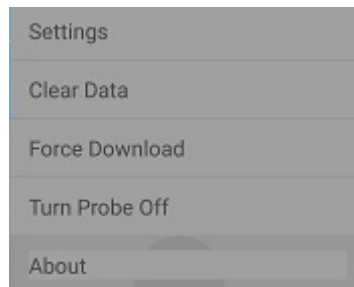 Settings
Clear Data
Force Download
Turn Probe Off
About